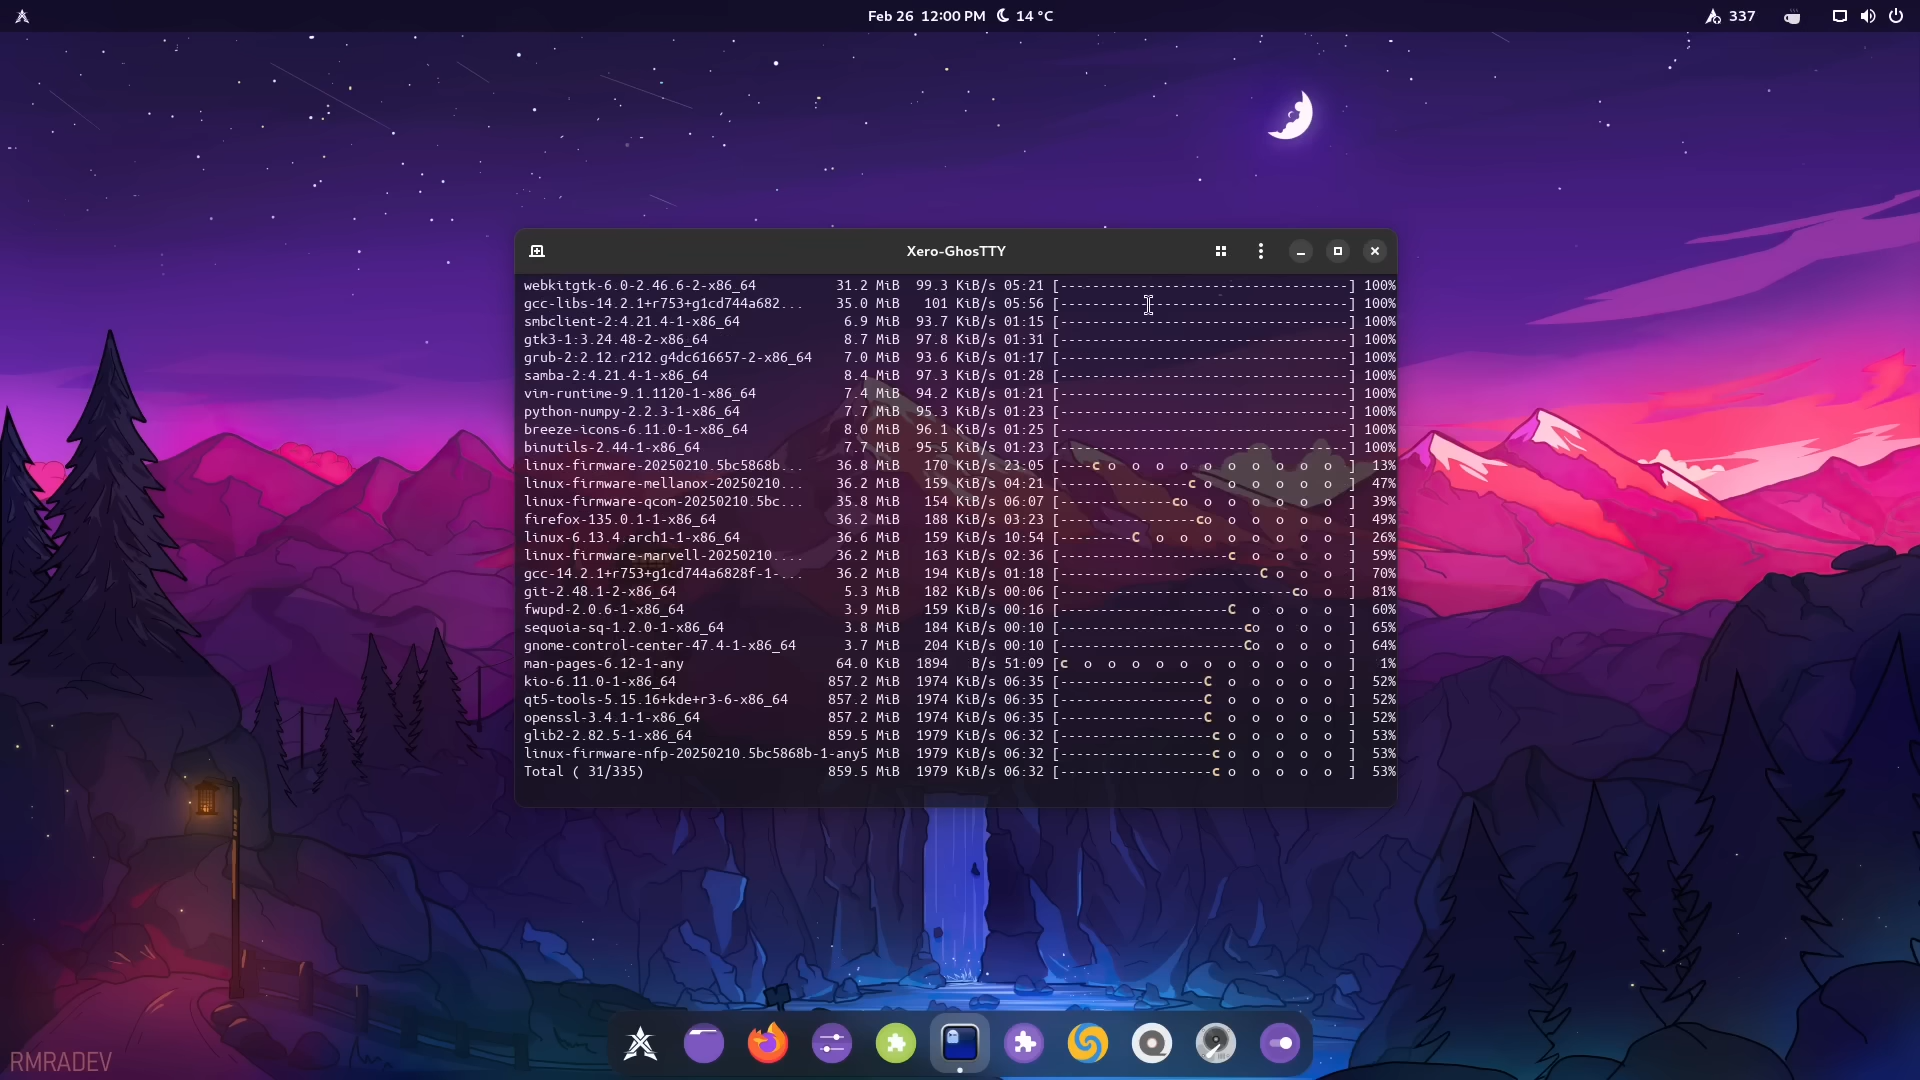 Feb 26 12:00 PM 14 °C 337
Xero-GhosTTY
webkitgtk-6.0-2.46.6-2-x86_64 31.2 MiB 99.3 KiB/s 05:21 [------------------------------------] 100%
gcc-libs-14.2.1+r753+g1cd744a682... 35.0 MiB 101 KiB/s 05:56 [------------------------------------] 100%
smbclient-2:4.21.4-1-x86_64 6.9 MiB 93.7 KiB/s 01:15 [------------------------------------] 100%
gtk3-1:3.24.48-2-x86_64 8.7 MiB 97.8 KiB/s 01:31 [------------------------------------] 100%
grub-2:2.12.r212.g4dc616657-2-x86_64 7.0 MiB 93.6 KiB/s 01:17 [------------------------------------] 100%
samba-2:4.21.4-1-x86_64 8.4 MiB 97.3 KiB/s 01:28 [------------------------------------] 100%
vim-runtime-9.1.1120-1-x86_64 7.4 MiB 94.2 KiB/s 01:21 [------------------------------------] 100%
python-numpy-2.2.3-1-x86_64 7.7 MiB 95.3 KiB/s 01:23 [------------------------------------] 100%
breeze-icons-6.11.0-1-x86_64 8.0 MiB 96.1 KiB/s 01:25 [------------------------------------] 100%
binutils-2.44-1-x86_64 7.7 MiB 95.5 KiB/s 01:23 [------------------------------------] 100%
linux-firmware-20250210.5bc5868b... 36.8 MiB 170 KiB/s 23:05 [----c o  o  o  o  o  o  o  o  o  ] 13%
linux-firmware-mellanox-20250210... 36.2 MiB 159 KiB/s 04:21 [----------------c o  o  o  o  o  o  ] 47%
linux-firmware-qcom-20250210.5bc... 35.8 MiB 154 KiB/s 06:07 [--------------co  o  o  o  o  o  o  ] 39%
firefox-135.0.1-1-x86_64 36.2 MiB 188 KiB/s 03:23 [-----------------co  o  o  o  o  o  ] 49%
linux-6.13.4.arch1-1-x86_64 36.6 MiB 159 KiB/s 10:54 [---------C  o  o  o  o  o  o  o  o  ] 26%
linux-firmware-marvell-20250210.... 36.2 MiB 163 KiB/s 02:36 [---------------------c  o  o  o  o  ] 59%
gcc-14.2.1+r753+g1cd744a6828f-1-... 36.2 MiB 194 KiB/s 01:18 [-------------------------C o  o  o  ] 70%
git-2.48.1-2-x86_64 5.3 MiB 182 KiB/s 00:06 [-----------------------------co  o  ] 81%
fwupd-2.0.6-1-x86_64 3.9 MiB 159 KiB/s 00:16 [---------------------C  o  o  o  o  ] 60%
sequoia-sq-1.2.0-1-x86_64 3.8 MiB 184 KiB/s 00:10 [-----------------------co  o  o  o  ] 65%
gnome-control-center-47.4-1-x86_64 3.7 MiB 204 KiB/s 00:10 [-----------------------Co  o  o  o  ] 64%
man-pages-6.12-1-any 64.0 KiB 1894 B/s 51:09 [c  o  o  o  o  o  o  o  o  o  o  o  ] 1%
kio-6.11.0-1-x86_64 857.2 MiB 1974 KiB/s 06:35 [------------------C  o  o  o  o  o  ] 52%
qt5-tools-5.15.16+kde+r3-6-x86_64 857.2 MiB 1974 KiB/s 06:35 [------------------C  o  o  o  o  o  ] 52%
openssl-3.4.1-1-x86_64 857.2 MiB 1974 KiB/s 06:35 [------------------C  o  o  o  o  o  ] 52%
glib2-2.82.5-1-x86_64 859.5 MiB 1979 KiB/s 06:32 [-------------------c o  o  o  o  o  ] 53%
linux-firmware-nfp-20250210.5bc5868b-1-any5 MiB 1979 KiB/s 06:32 [-------------------c o  o  o  o  o  ] 53%
Total ( 31/335) 859.5 MiB 1979 KiB/s 06:32 [-------------------c o  o  o  o  o  ] 53%
RMRADEV